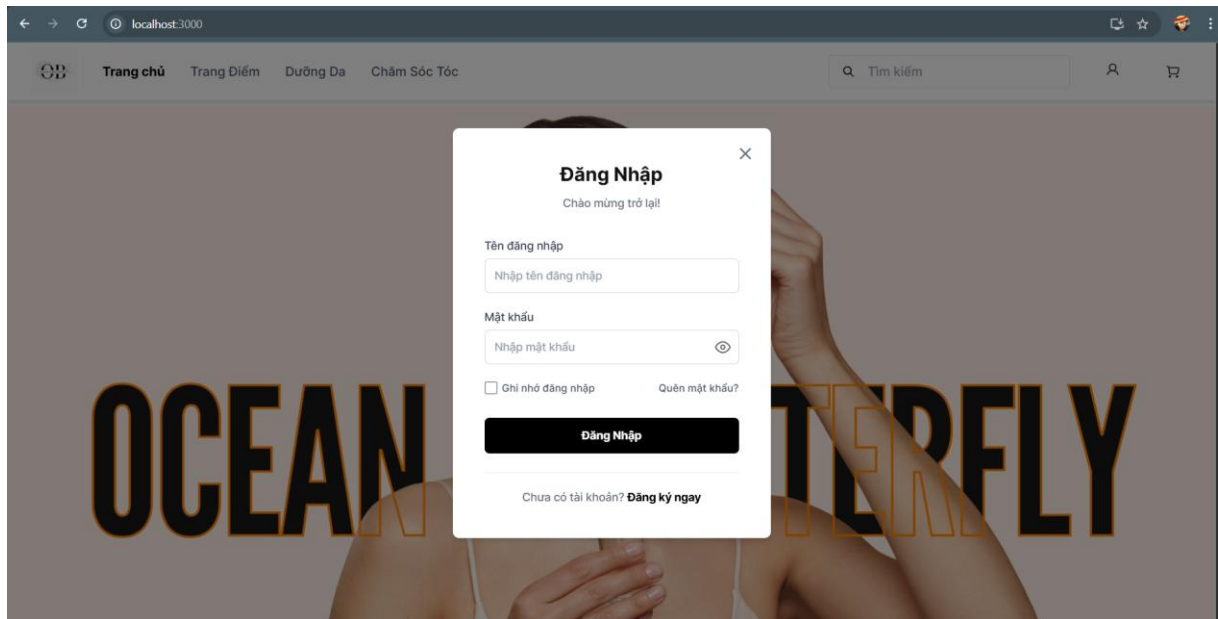 localhost:3000
OB Trang chủ Trang Điểm Dưỡng Da Chăm Sóc Tóc Tìm kiếm
Đăng Nhập
Chào mừng trở lại!
Tên đăng nhập
Nhập tên đăng nhập
Mật khẩu
Nhập mật khẩu
Ghi nhớ đăng nhập Quên mật khẩu?
Đăng Nhập
Chưa có tài khoản? Đăng ký ngay
OCEAN TERFLY